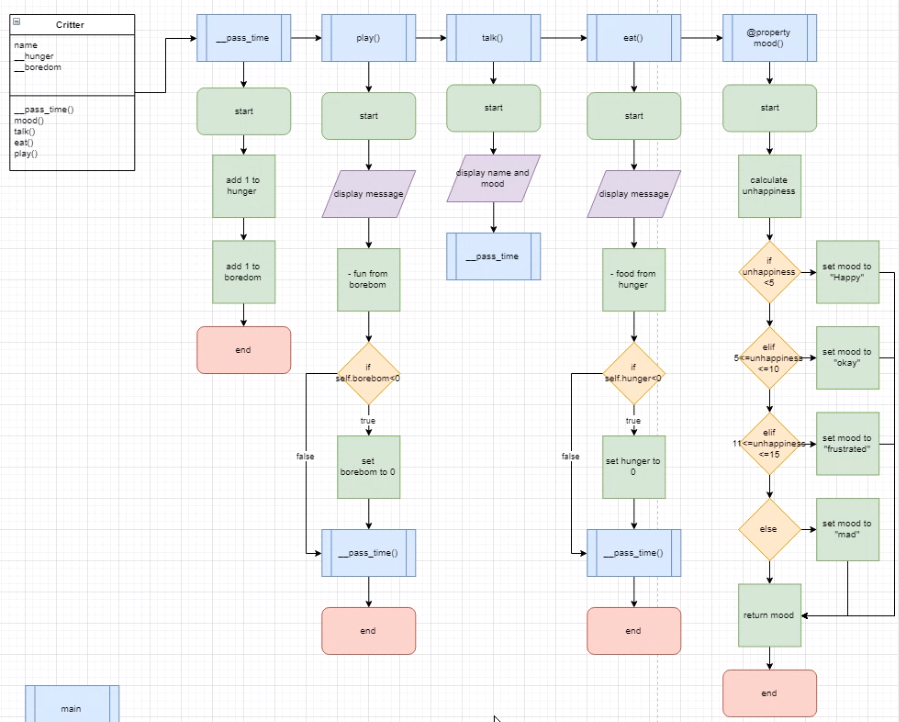 Critter
name
__hunger
__boredom
__pass_time()
mood()
talk()
eat()
play()
__pass_time
start
add 1 to
hunger
add 1 to
boredom
end
play()
start
display message
- fun from
borebom
if
self.borebom<0
true
false
set
borebom to 0
__pass_time()
end
talk()
start
display name and
mood
__pass_time
eat()
start
display message
- food from
hunger
if
self.hunger<0
true
false
set hunger to
0
__pass_time()
end
@property
mood()
start
calculate
unhappiness
if
unhappiness
<5
set mood to
"Happy"
elif
5<=unhappiness
<=10
set mood to
"okay"
elif
11<=unhappiness
<=15
set mood to
"frustrated"
else
set mood to
"mad"
return mood
end
main